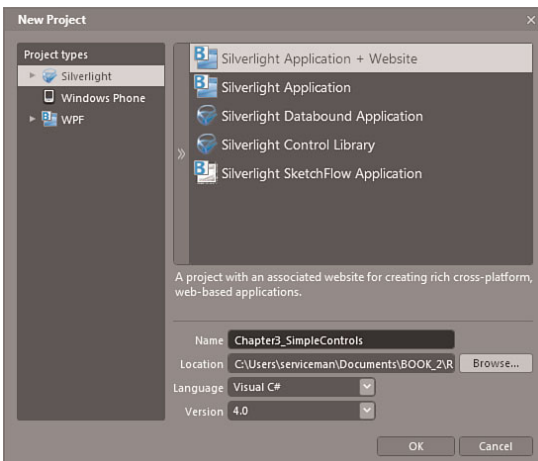 New Project
Project types
Silverlight
Windows Phone
WPF
Silverlight Application + Website
Silverlight Application
Silverlight Databound Application
Silverlight Control Library
Silverlight SketchFlow Application
A project with an associated website for creating rich cross-platform,
web-based applications.
Name Chapter3_SimpleControls
Location C:\Users\serviceman\Documents\BOOK_2\R Browse...
Language Visual C#
Version 4.0
OK Cancel